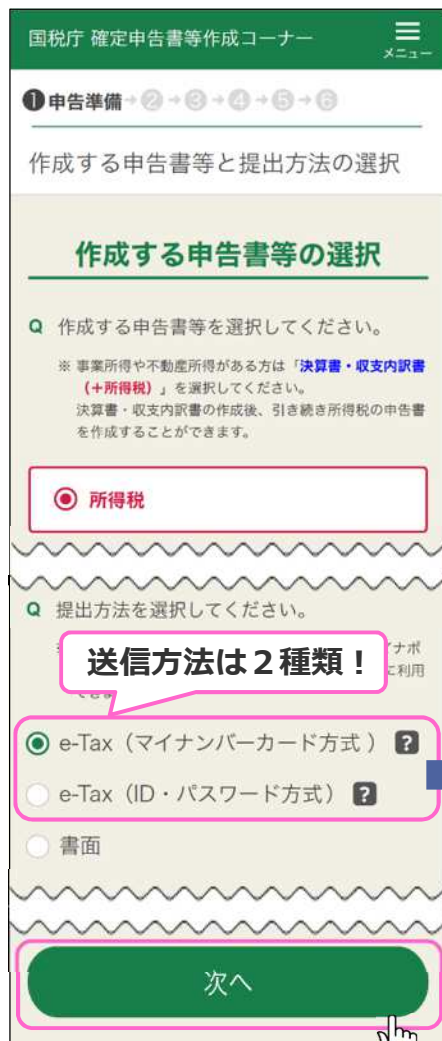 国税庁 確定申告書等作成コーナー
メニュー
❶申告準備→②→③→④→⑤→⑥
作成する申告書等と提出方法の選択
作成する申告書等の選択
Q 作成する申告書等を選択してください。
※ 事業所得や不動産所得がある方は「決算書・収支内訳書
(+所得税)」を選択してください。
決算書・収支内訳書の作成後、引き続き所得税の申告書
を作成することができます。
所得税
Q 提出方法を選択してください。
送信方法は2種類!
e-Tax(マイナンバーカード方式 ) ?
e-Tax(ID・パスワード方式) ?
書面
次へ